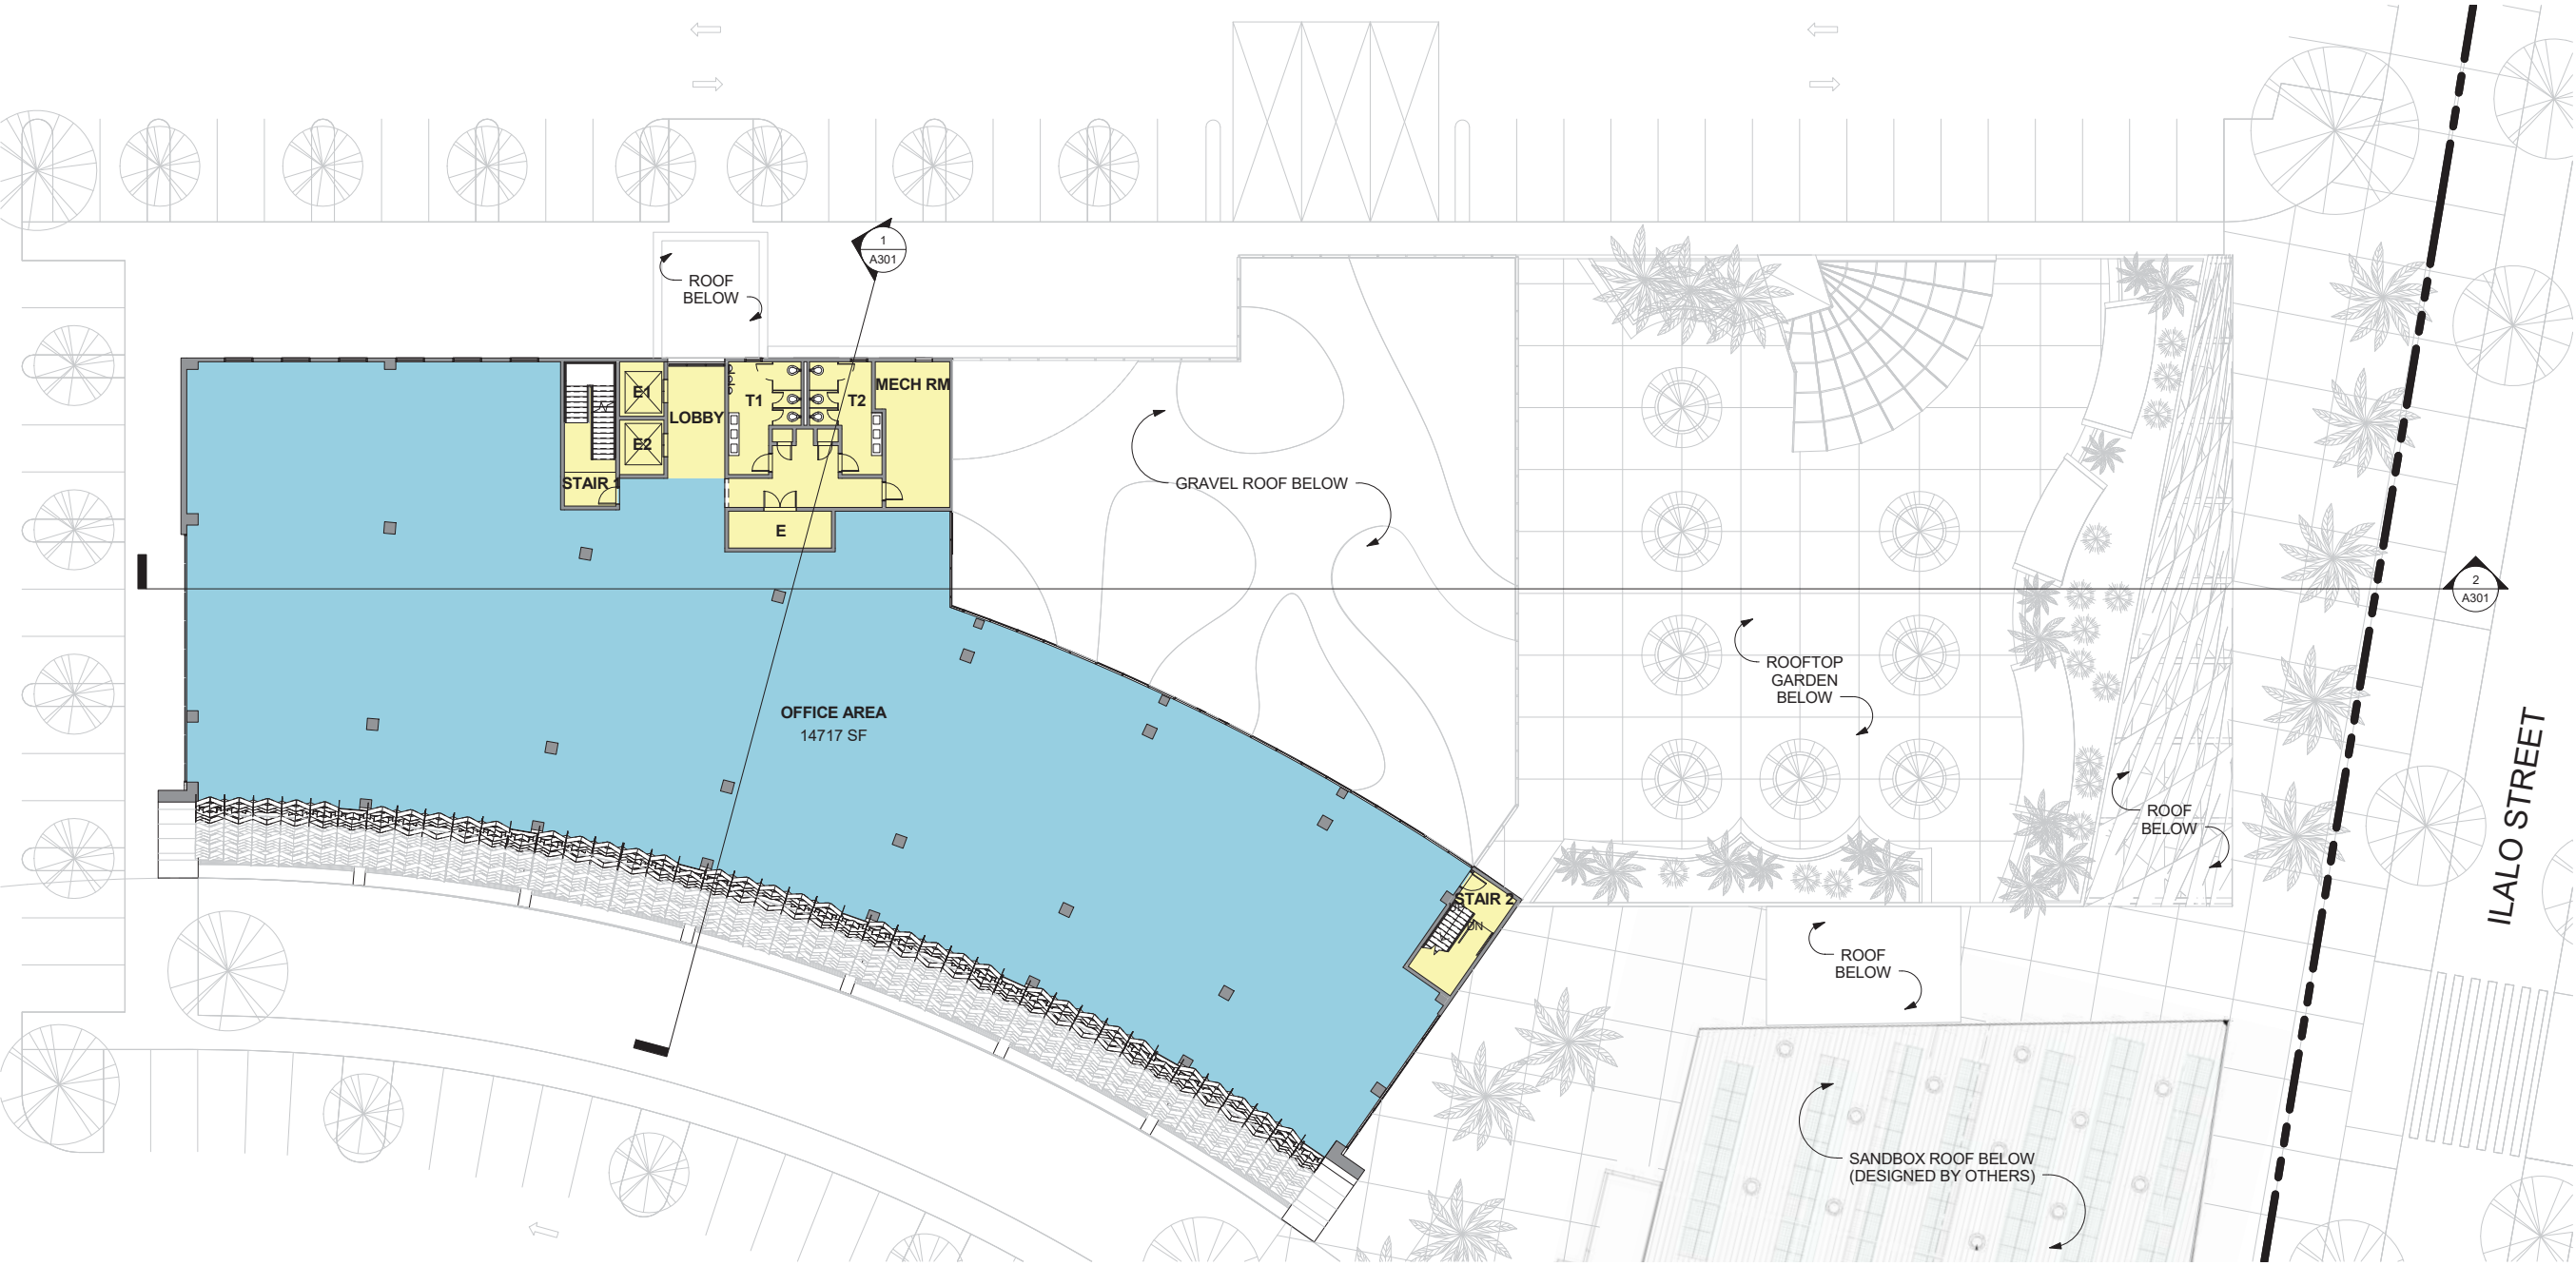 1
A301
ROOF
BELOW
E1
E2
LOBBY
T1
T2
MECH RM
STAIR 1
E
GRAVEL ROOF BELOW
2
A301
ROOFTOP
GARDEN
BELOW
OFFICE AREA
14717 SF
ROOF
BELOW
ILALO STREET
STAIR 2
DN
ROOF
BELOW
SANDBOX ROOF BELOW
(DESIGNED BY OTHERS)